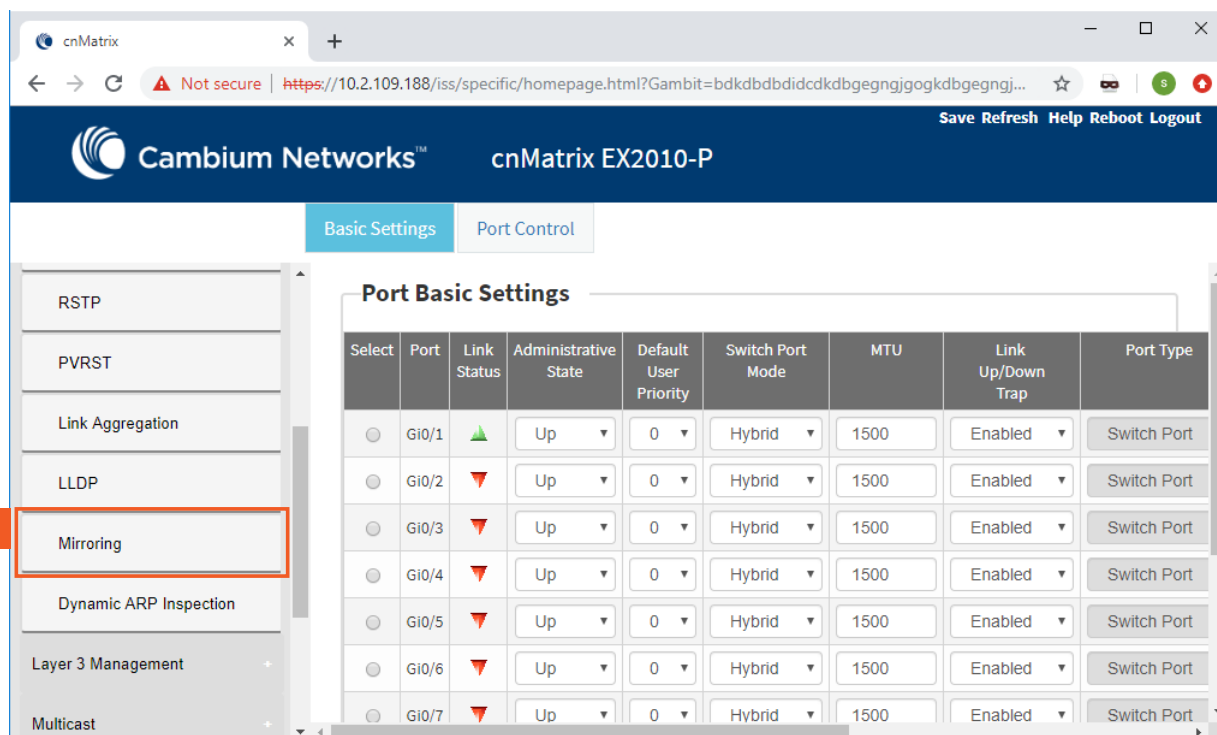 cnMatrix
Not secure | https://10.2.109.188/iss/specific/homepage.html?Gambit=bdkdbdbdidcdkdbgegngjgogkdbgegngj...
S
Save Refresh Help Reboot Logout
Cambium Networks™
cnMatrix EX2010-P
Basic Settings
Port Control
RSTP
PVRST
Link Aggregation
LLDP
Mirroring
Dynamic ARP Inspection
Layer 3 Management +
Multicast +
Port Basic Settings
Select Port Link Status Administrative State Default User Priority Switch Port Mode MTU Link Up/Down Trap Port Type
Gi0/1 Up 0 Hybrid 1500 Enabled Switch Port
Gi0/2 Up 0 Hybrid 1500 Enabled Switch Port
Gi0/3 Up 0 Hybrid 1500 Enabled Switch Port
Gi0/4 Up 0 Hybrid 1500 Enabled Switch Port
Gi0/5 Up 0 Hybrid 1500 Enabled Switch Port
Gi0/6 Up 0 Hybrid 1500 Enabled Switch Port
Gi0/7 Up 0 Hybrid 1500 Enabled Switch Port